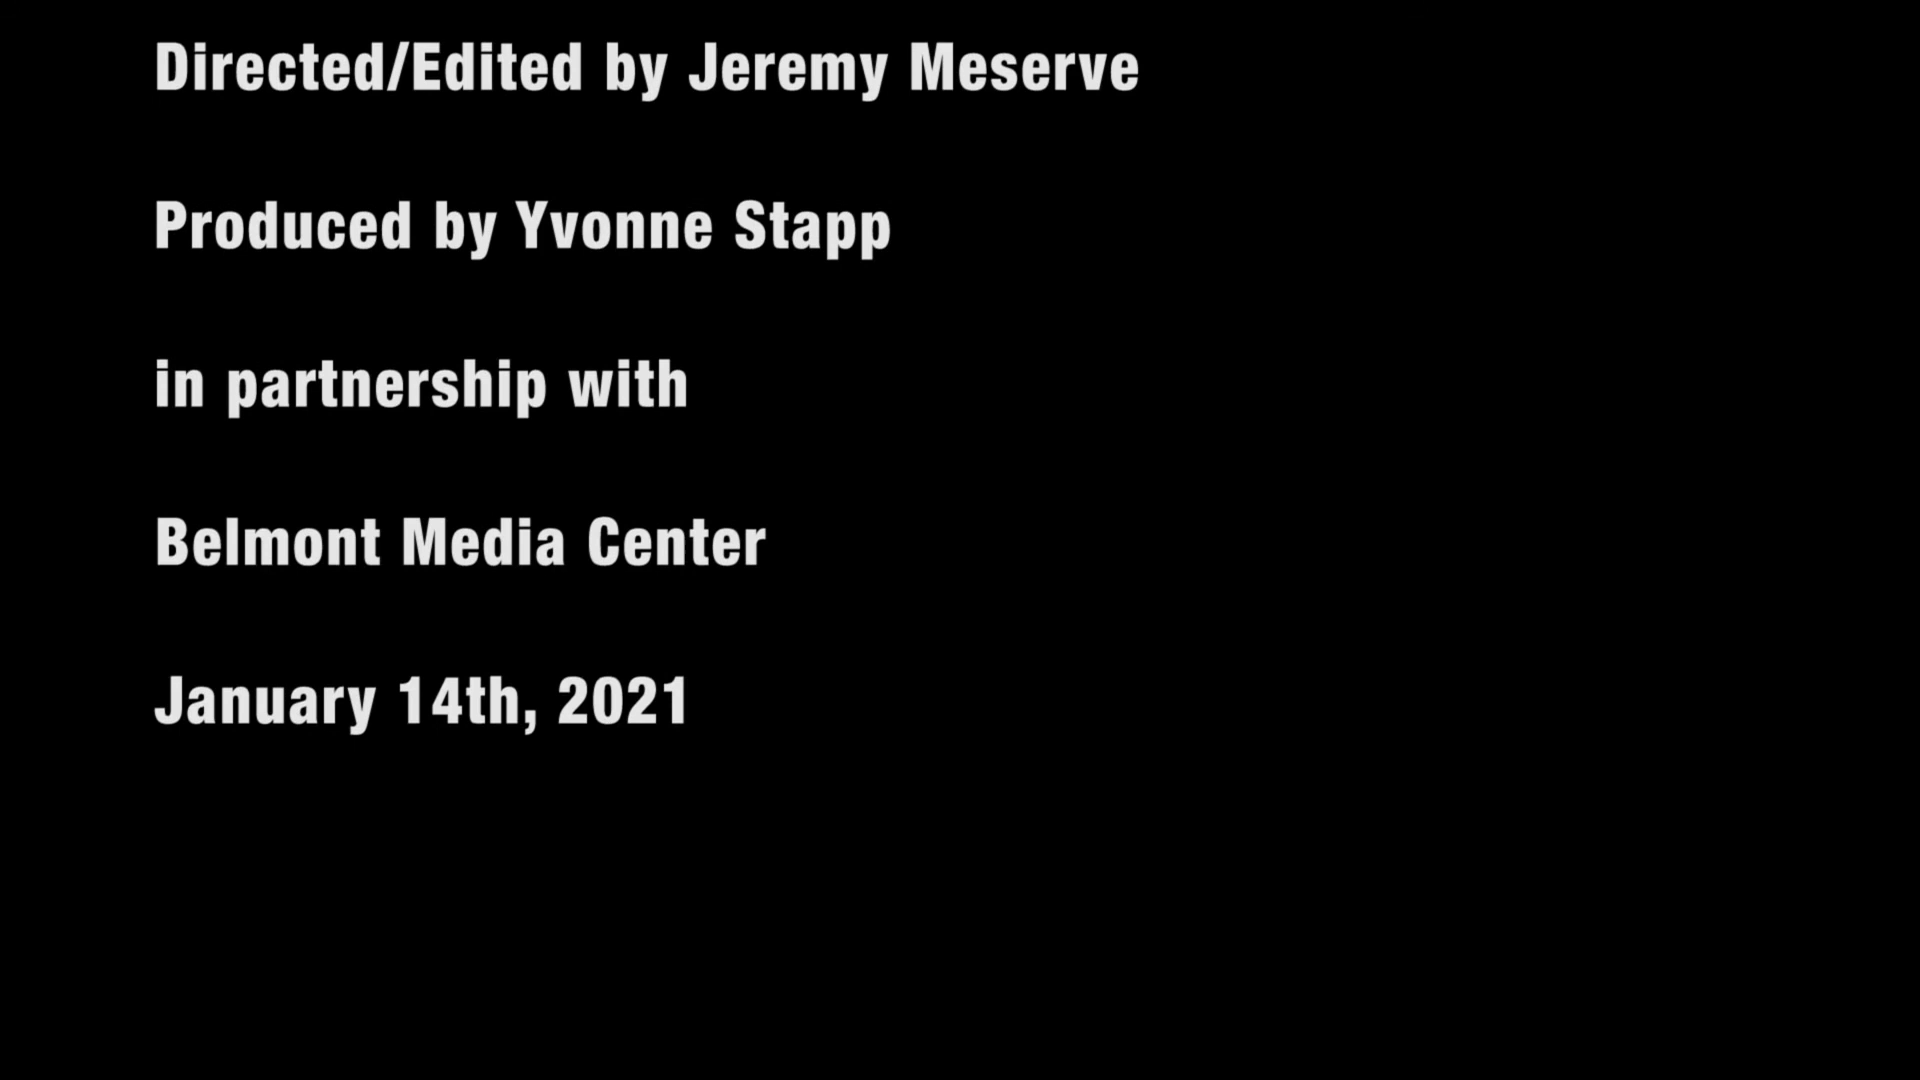 Directed/Edited by Jeremy Meserve
Produced by Yvonne Stapp
in partnership with
Belmont Media Center
January 14th, 2021